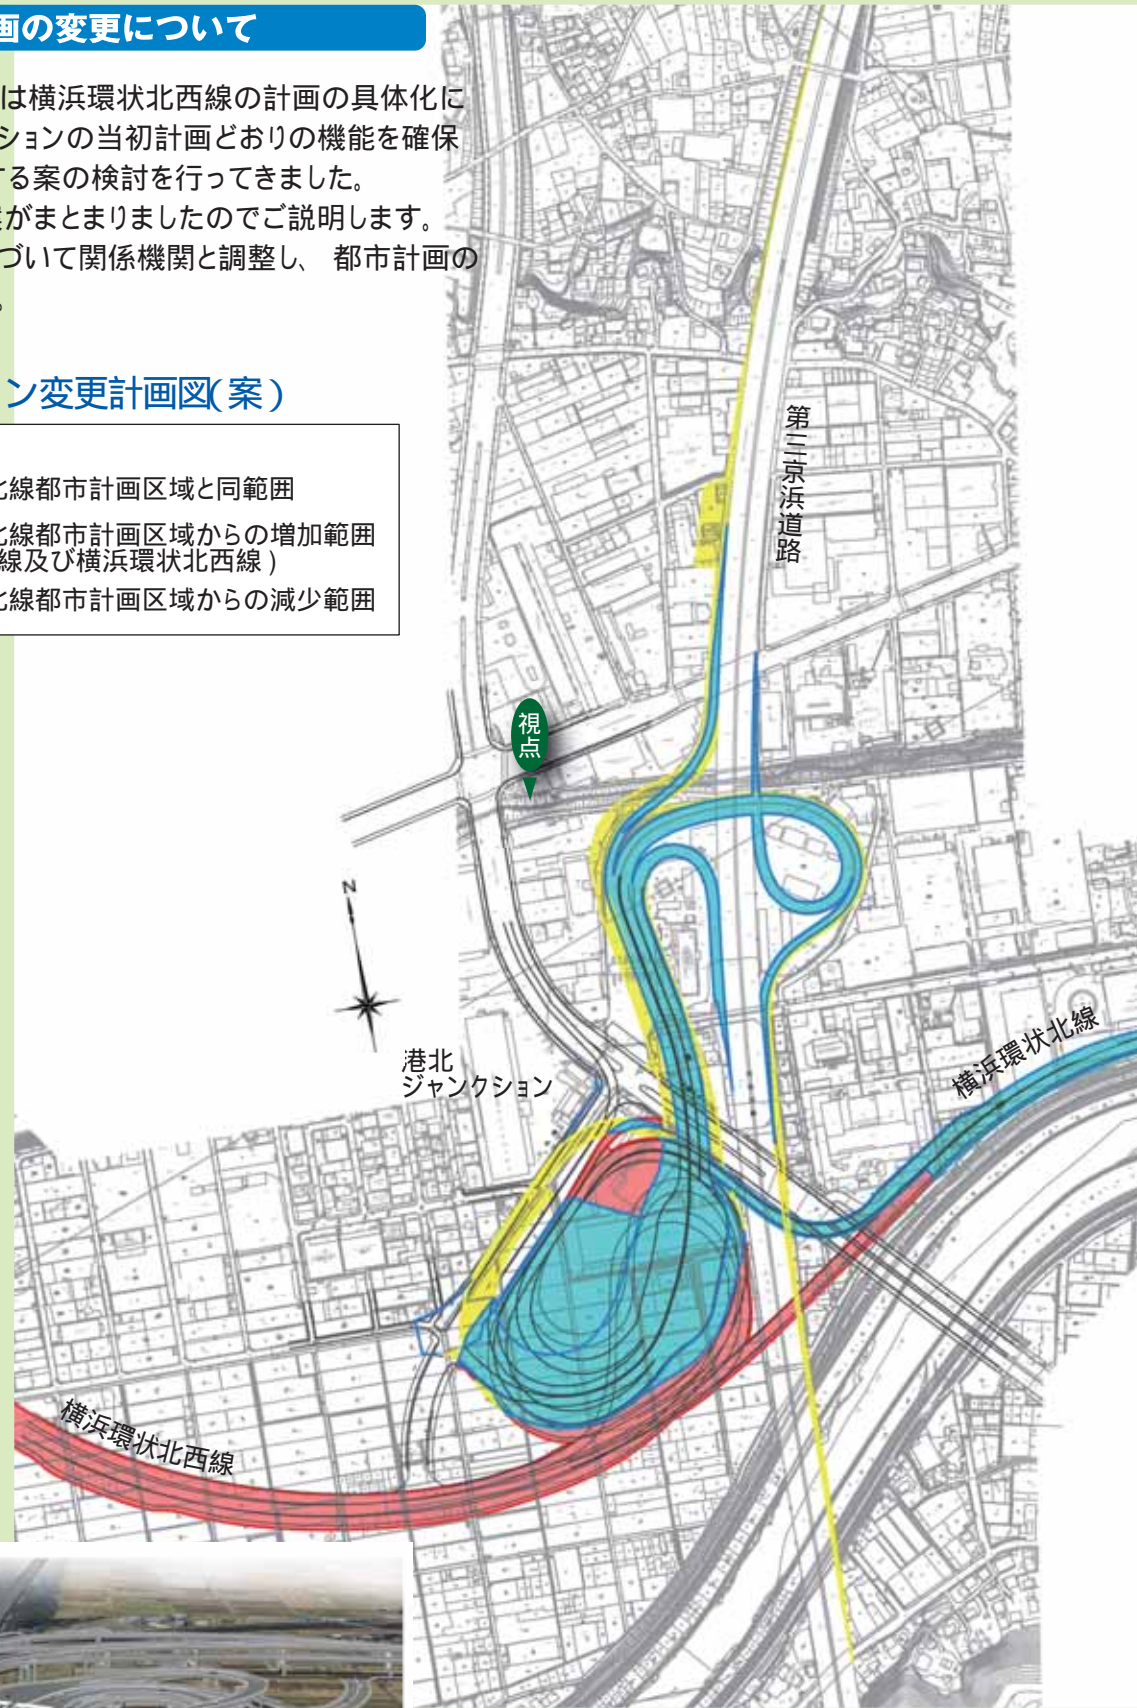 画の変更について
は横浜環状北西線の計画の具体化に
ションの当初計画どおりの機能を確保
する案の検討を行ってきました。
案がまとまりましたのでご説明します。
づいて関係機関と調整し、 都市計画の
。
ン変更計画図(案)
北線都市計画区域と同範囲
北線都市計画区域からの増加範囲
線及び横浜環状北西線)
北線都市計画区域からの減少範囲
第三京浜道路
視点
N
港北
ジャンクション
横浜環状北線
横浜環状北西線